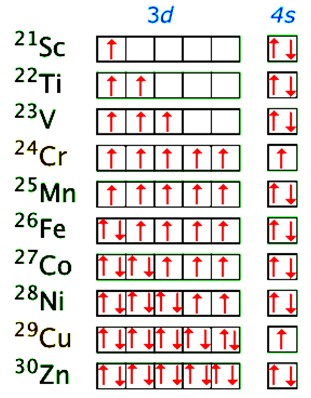 3d 4s
21Sc
22Ti
23V
24Cr
25Mn
26Fe
27Co
28Ni
29Cu
30Zn